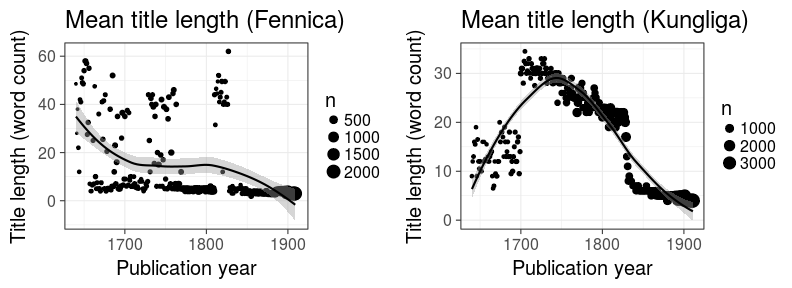 Mean title length (Fennica)
Title length (word count)
60
40
20
0
1700
1800
1900
Publication year
n
500
1000
1500
2000
Mean title length (Kungliga)
Title length (word count)
30
20
10
0
1700
1800
1900
Publication year
n
1000
2000
3000